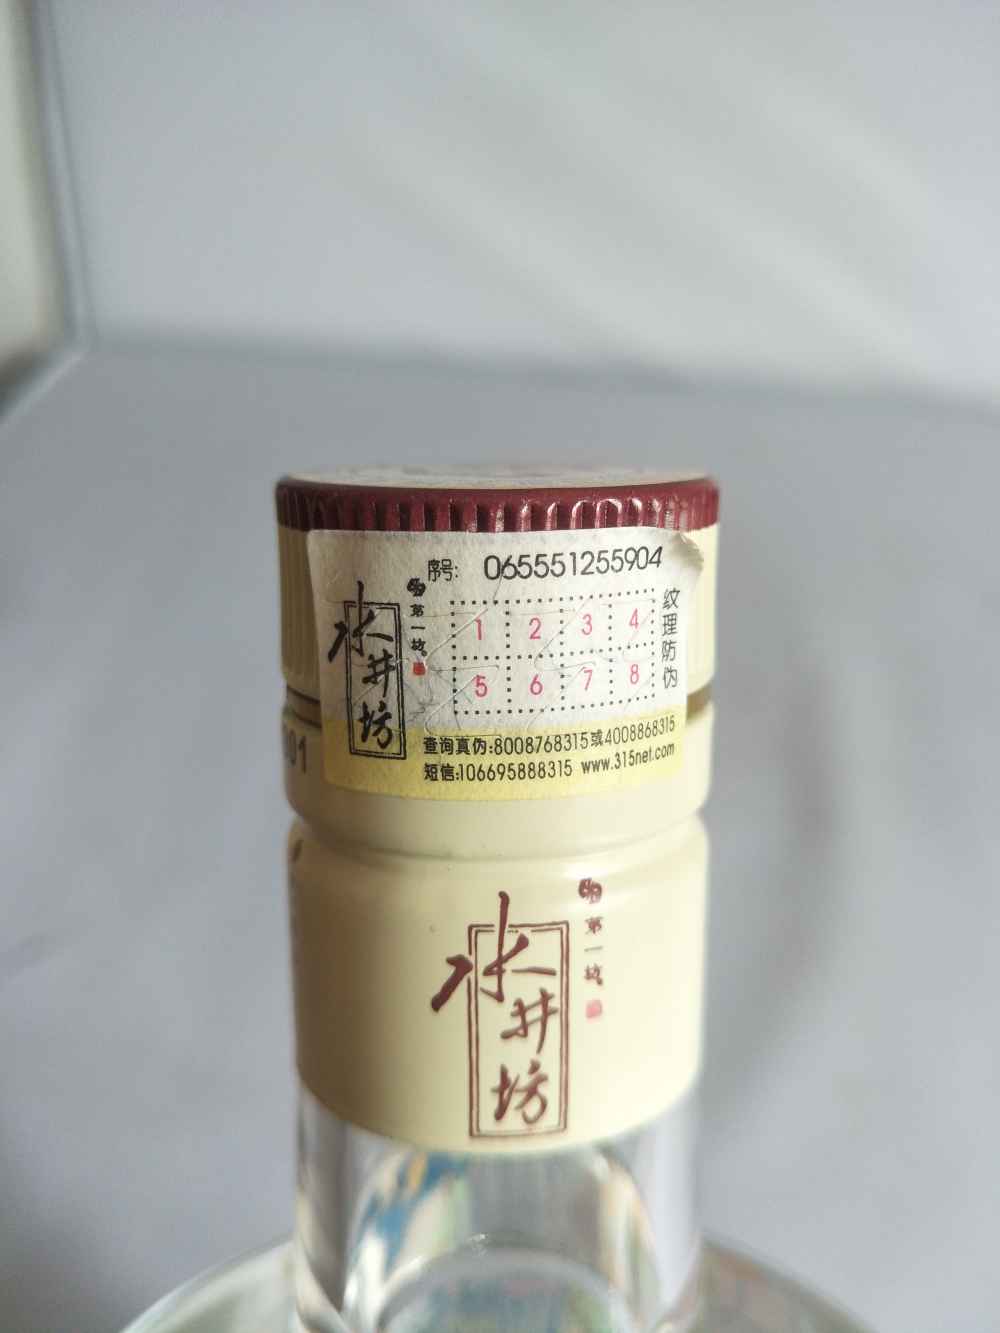 序号: 065551255904
水井坊
第一坊
1 2 3 4
5 6 7 8
纹理防伪
查询真伪:8008768315或4008868315
短信:106695888315 www.315net.com
01
水井坊
第一坊